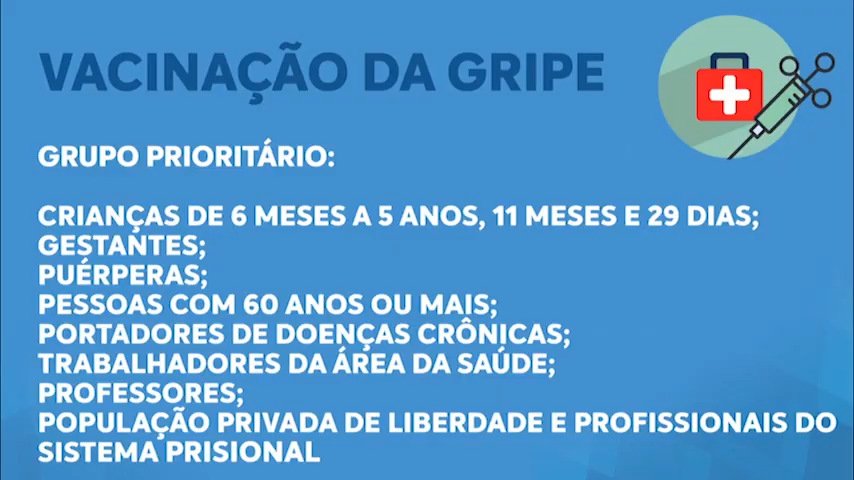 VACINAÇÃO DA GRIPE
GRUPO PRIORITÁRIO:
CRIANÇAS DE 6 MESES A 5 ANOS, 11 MESES E 29 DIAS;
GESTANTES;
PUÉRPERAS;
PESSOAS COM 60 ANOS OU MAIS;
PORTADORES DE DOENÇAS CRÔNICAS;
TRABALHADORES DA ÁREA DA SAÚDE;
PROFESSORES;
POPULAÇÃO PRIVADA DE LIBERDADE E PROFISSIONAIS DO
SISTEMA PRISIONAL